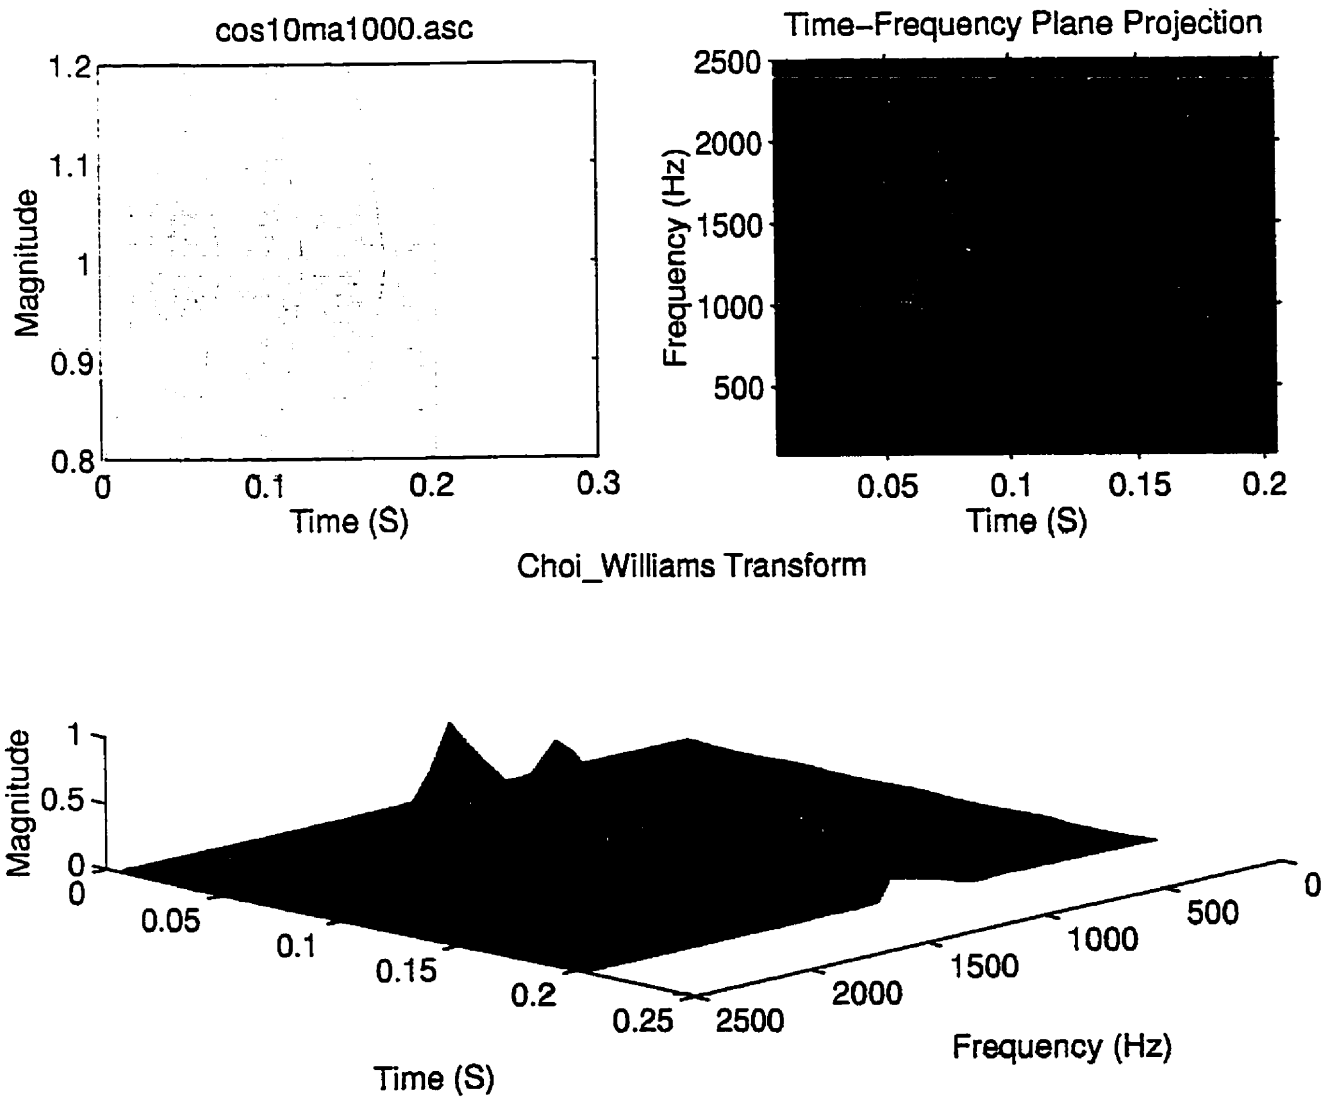 cos10ma1000.asc
1.2
1.1
1
0.9
0.8
Magnitude
0 0.1 0.2 0.3
Time (S)
Time-Frequency Plane Projection
2500
2000
1500
1000
500
Frequency (Hz)
0.05 0.1 0.15 0.2
Time (S)
Choi_Williams Transform
Magnitude
1
0.5
0
0
0.05
0.1
0.15
0.2
0.25
Time (S)
2500
2000
1500
1000
500
0
Frequency (Hz)